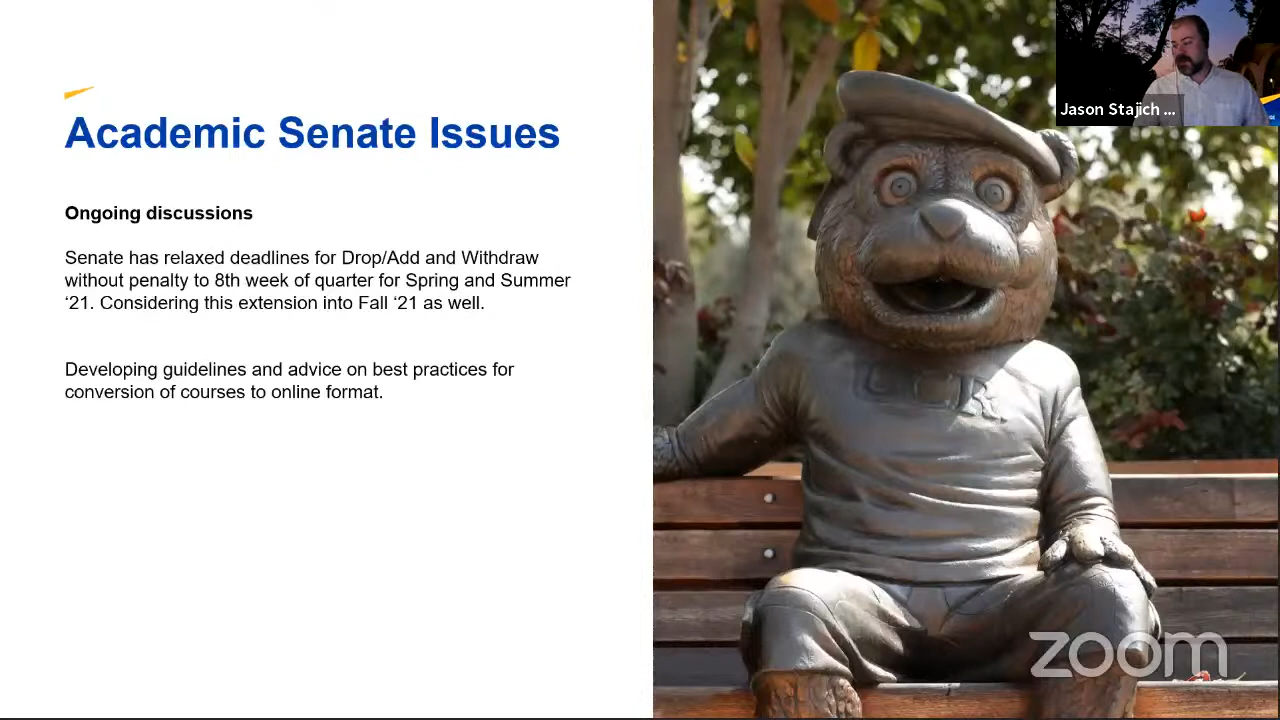 Academic Senate Issues
Ongoing discussions
Senate has relaxed deadlines for Drop/Add and Withdraw
without penalty to 8th week of quarter for Spring and Summer
‘21. Considering this extension into Fall ‘21 as well.
Developing guidelines and advice on best practices for
conversion of courses to online format.
Jason Stajich ...
UCR
zoom